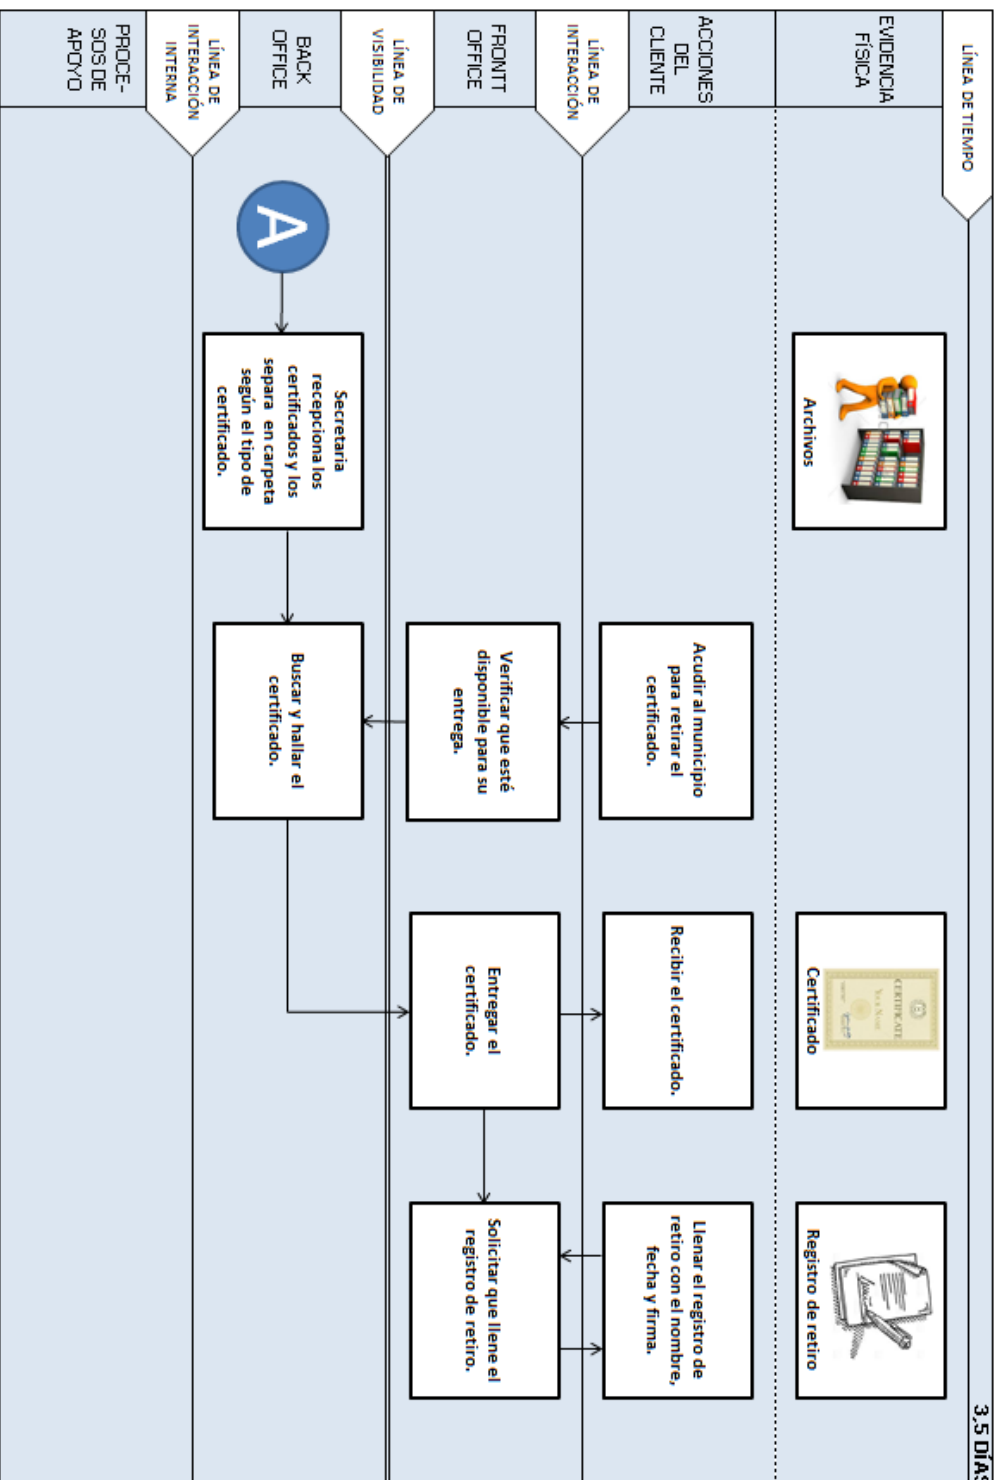 LÍNEA DE TIEMPO
3,5 DÍAS
EVIDENCIA
FÍSICA
Archivos
CERTIFICATE
YOUR NAME
Certificado
Registro de retiro
ACCIONES
DEL
CLIENTE
Acudir al municipio
para retirar el
certificado.
Recibir el certificado.
Llenar el registro de
retiro con el nombre,
fecha y firma.
LÍNEA DE
INTERACCIÓN
FRONTT
OFFICE
Verificar que esté
disponible para su
entrega.
Entregar el
certificado.
Solicitar que llene el
registro de retiro.
LÍNEA DE
VISIBILIDAD
BACK
OFFICE
A
Secretaria
recepciona los
certificados y los
separa en carpeta
según el tipo de
certificado.
Buscar y hallar el
certificado.
LÍNEA DE
INTERACCIÓN
INTERNA
PROCE-
SOS DE
APOYO